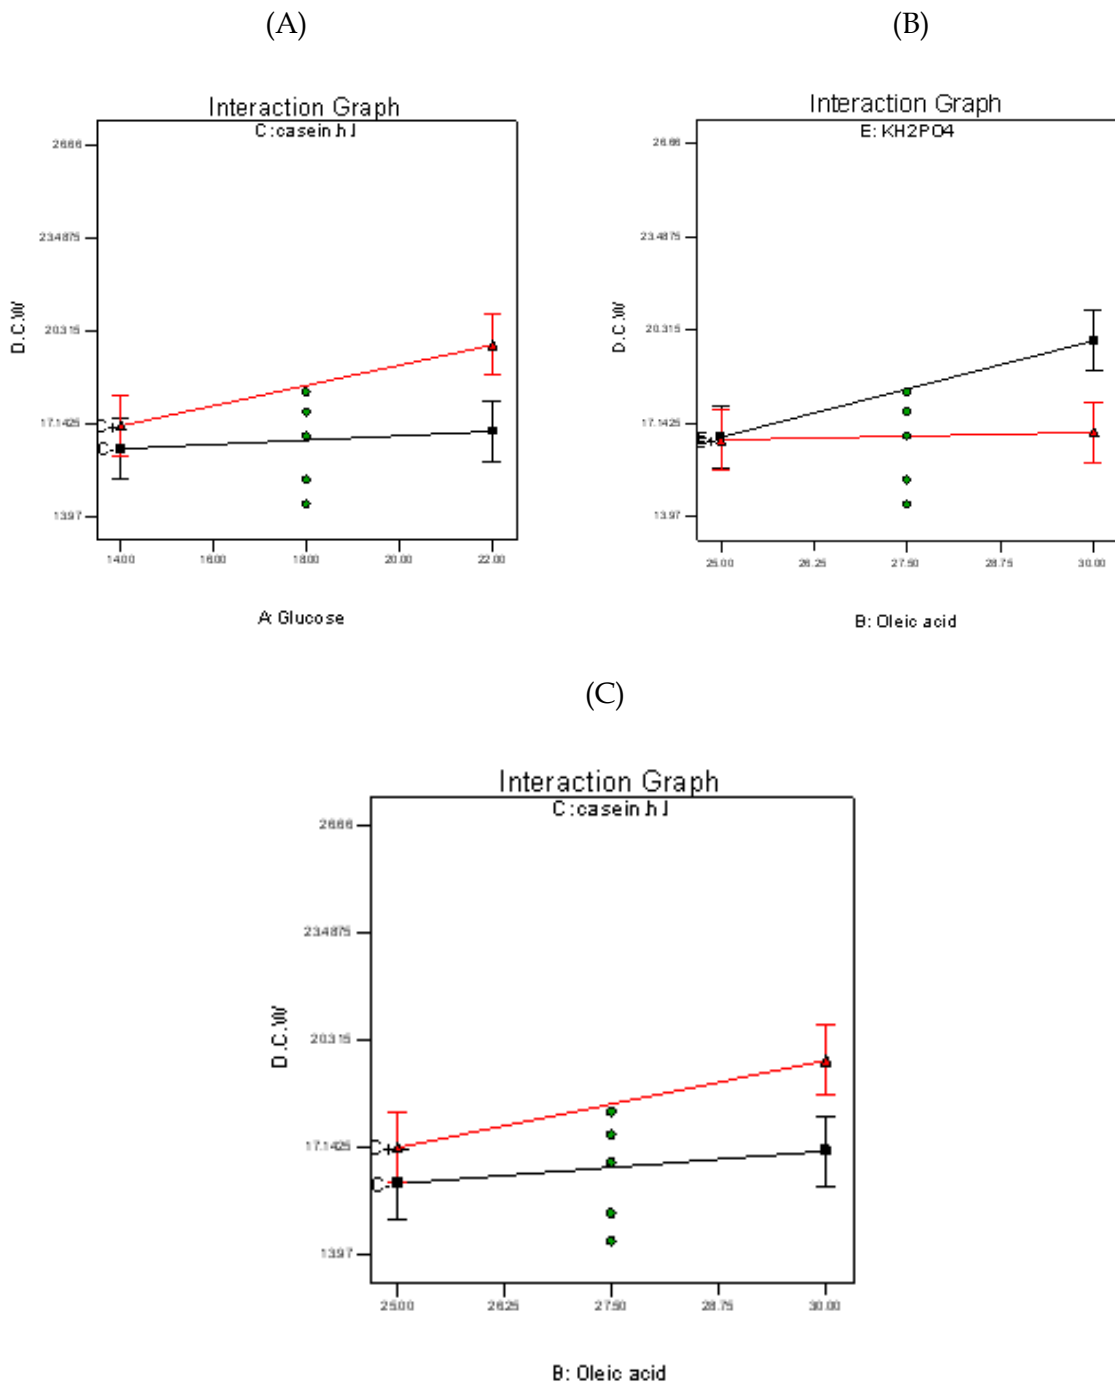 (A)
Interaction Graph
C:casein.h.l
26.66
23.4875
20.315
17.1425
13.97
D.C.W
C+
C-
14.00 16.00 18.00 20.00 22.00
A: Glucose
(B)
Interaction Graph
E: KH2PO4
26.66
23.4875
20.315
17.1425
13.97
D.C.W
25.00 26.25 27.50 28.75 30.00
B: Oleic acid
(C)
Interaction Graph
C:casein.h.l
26.66
23.4875
20.315
17.1425
13.97
D.C.W
C+
C-
25.00 26.25 27.50 28.75 30.00
B: Oleic acid